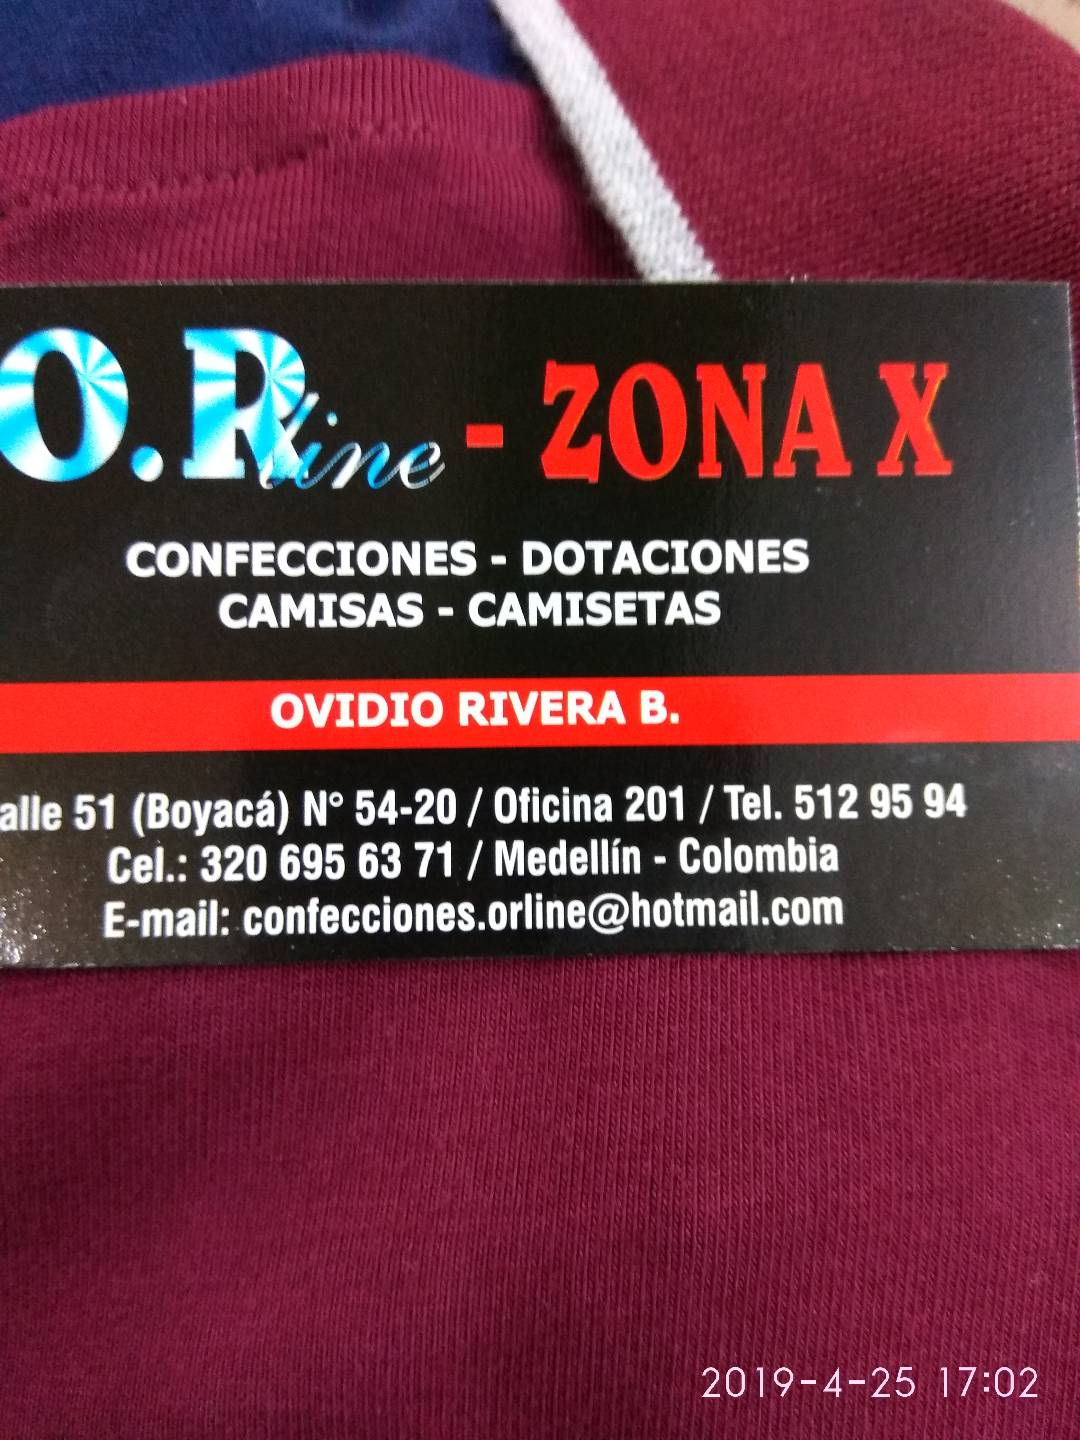 O.R line - ZONA X
CONFECCIONES - DOTACIONES
CAMISAS - CAMISETAS
OVIDIO RIVERA B.
alle 51 (Boyacá) N° 54-20 / Oficina 201 / Tel. 512 95 94
Cel.: 320 695 63 71 / Medellín - Colombia
E-mail: confecciones.orline@hotmail.com
2019-4-25 17:02